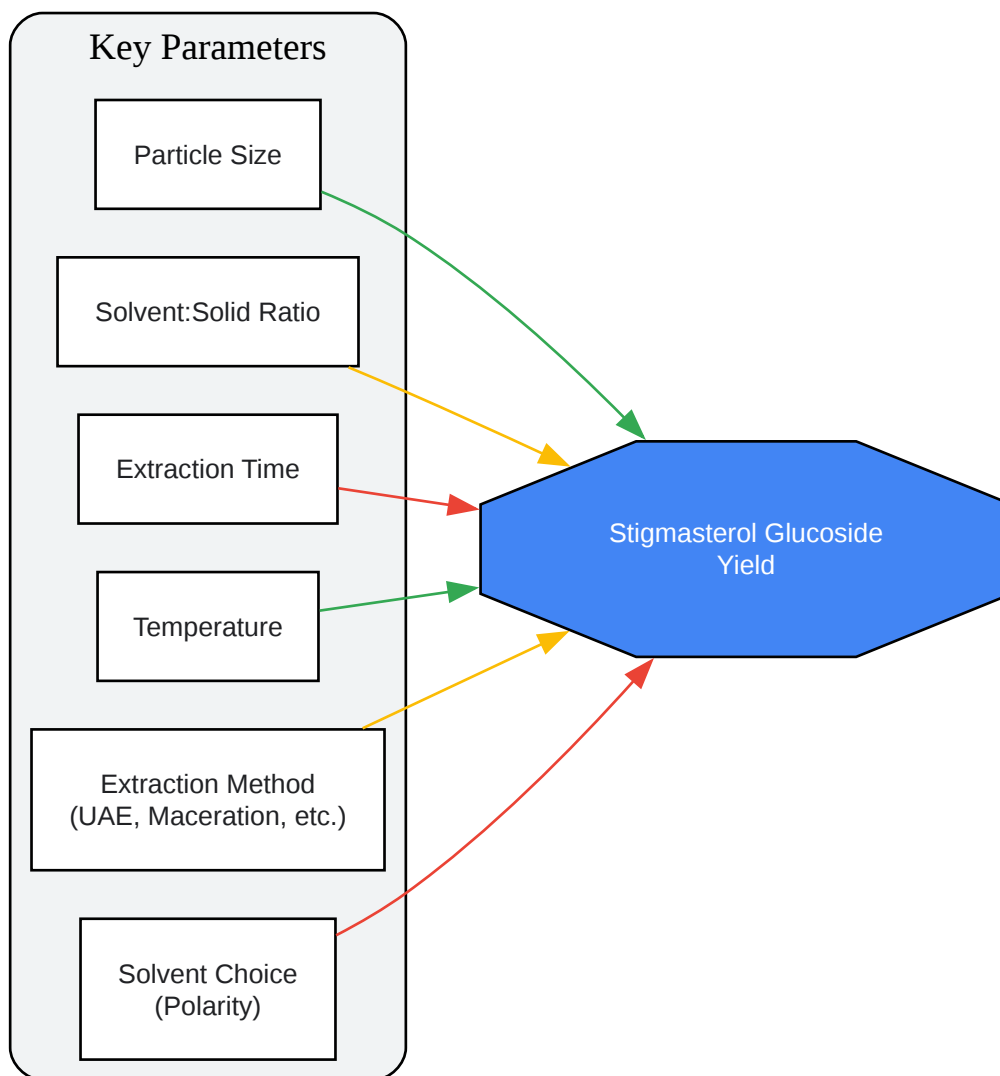 Key Parameters
Particle Size
Solvent:Solid Ratio
Extraction Time
Temperature
Extraction Method
(UAE, Maceration, etc.)
Solvent Choice
(Polarity)
Stigmasterol Glucoside
Yield